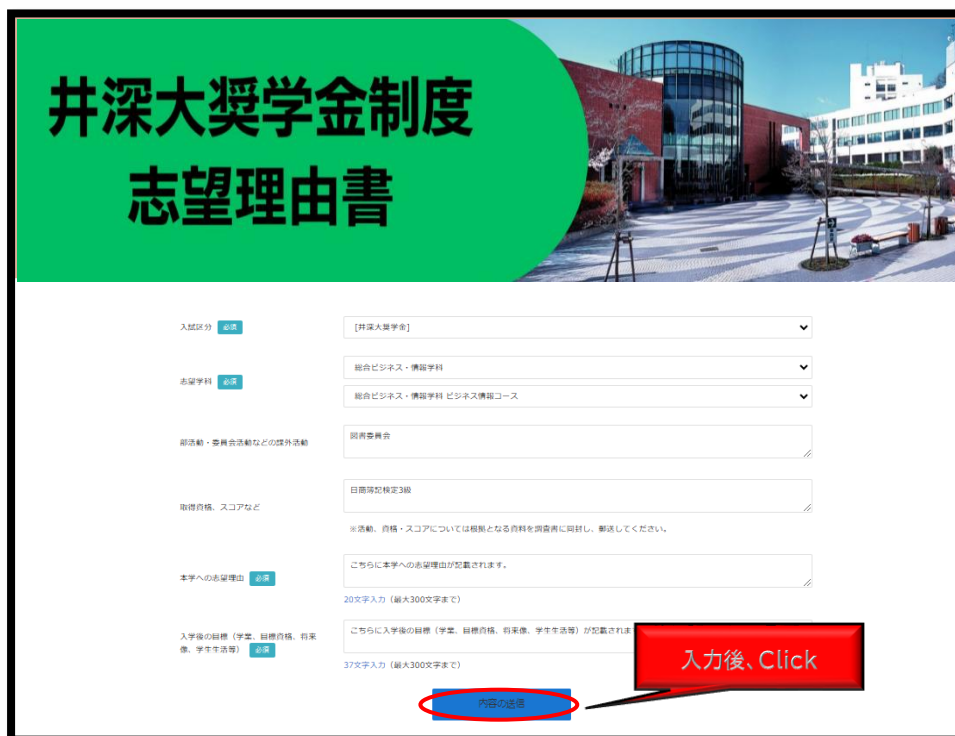 井深大奨学金制度
志望理由書
入試区分 必須
[井深大奨学金]
志望学科 必須
総合ビジネス・情報学科
総合ビジネス・情報学科 ビジネス情報コース
部活動・委員会活動などの課外活動
図書委員会
取得資格、スコアなど
日商簿記検定3級
※活動、資格・スコアについては根拠となる資料を調査書に同封し、郵送してください。
本学への志望理由 必須
こちらに本学への志望理由が記載されます。
20文字入力（最大300文字まで）
入学後の目標（学業、目標資格、将来
像、学生生活等） 必須
こちらに入学後の目標（学業、目標資格、将来像、学生生活等）が記載されま
37文字入力（最大300文字まで）
入力後、Click
内容の送信